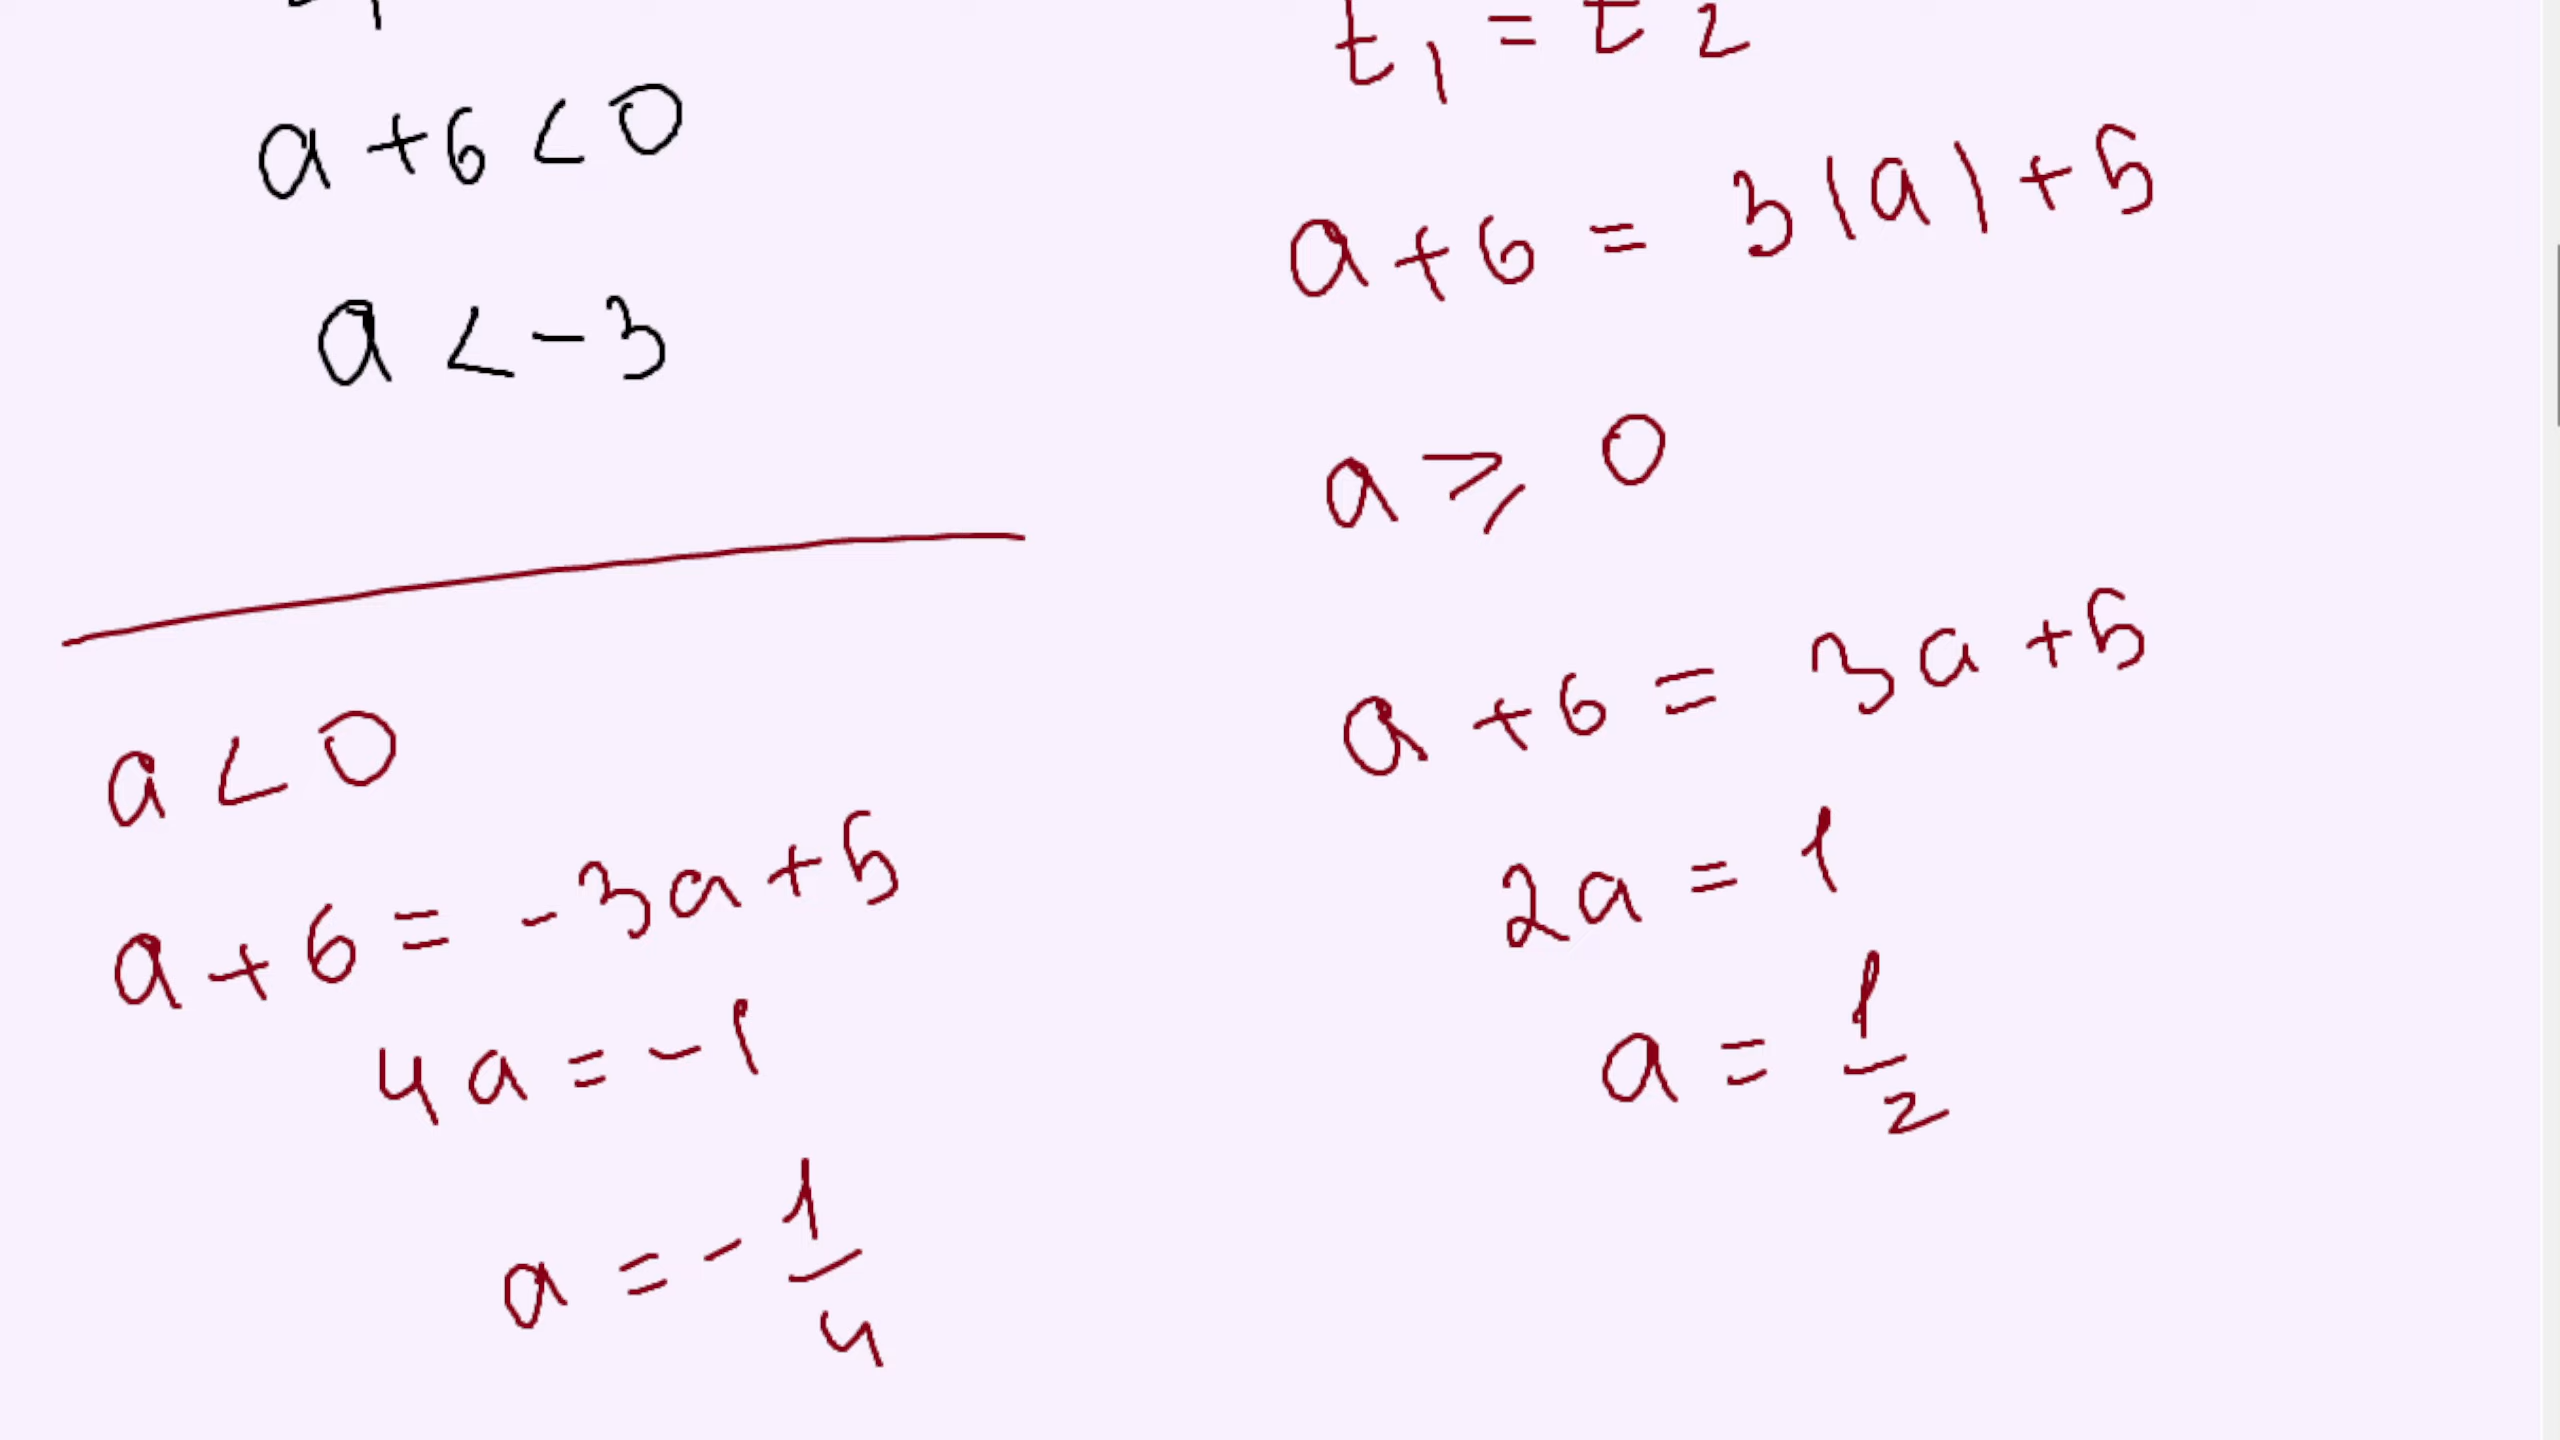 a + 6 < 0
a < - 3
a < 0
a + 6 = - 3a + 5
4a = - 1
a = - 1/4
t₁ = t₂
a + 6 = 3|a| + 5
a ⩾ 0
a + 6 = 3a + 5
2a = 1
a = 1/2